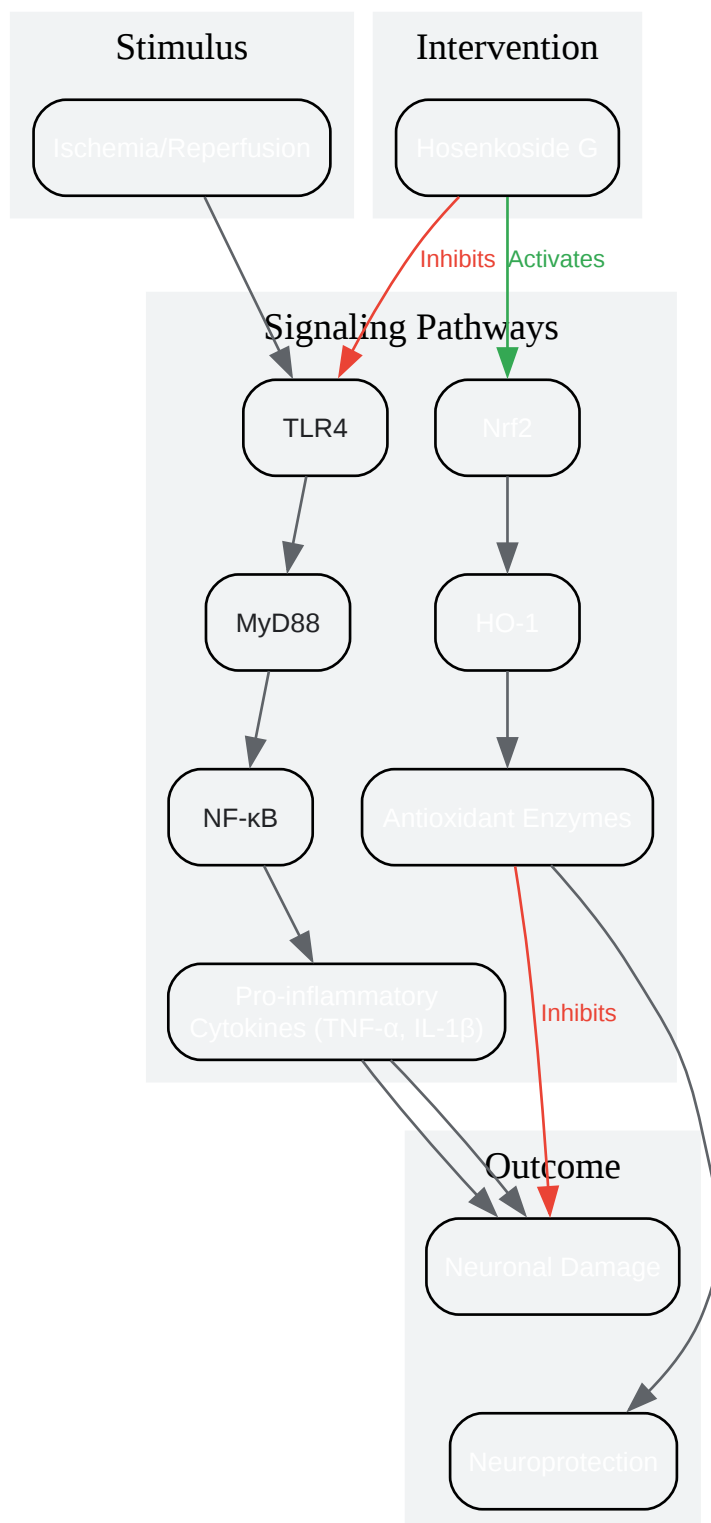 Stimulus
Intervention
Ischemia/Reperfusion
Hosenkoside G
Inhibits
Activates
Signaling Pathways
TLR4
Nrf2
MyD88
HO-1
NF-κB
Antioxidant Enzymes
Pro-inflammatory
Cytokines (TNF-α, IL-1β)
Inhibits
Outcome
Neuronal Damage
Neuroprotection